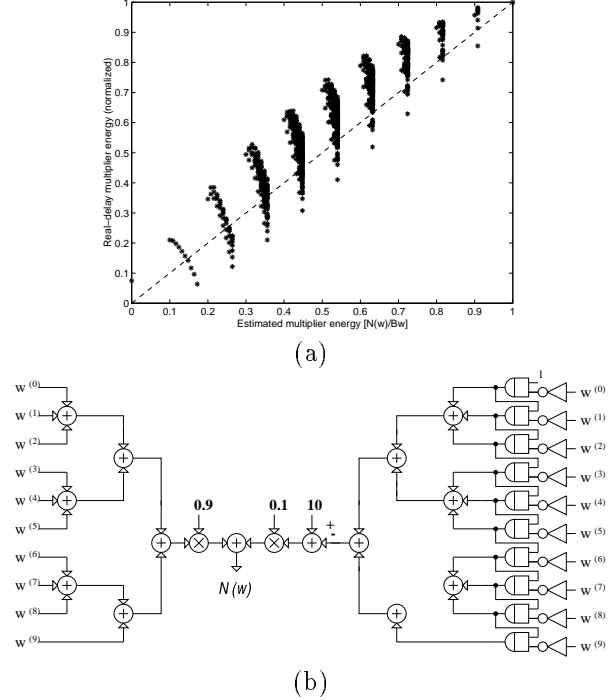 1
0.9
0.8
0.7
0.6
0.5
0.4
0.3
0.2
0.1
0
Real-delay multiplier energy (normalized)
0 0.1 0.2 0.3 0.4 0.5 0.6 0.7 0.8 0.9 1
Estimated multiplier energy [N(w)/Bw]
(a)
w (0)
w (1)
w (2)
w (3)
w (4)
w (5)
w (6)
w (7)
w (8)
w (9)
0.9 0.1 10
+
-
N(w)
1
w (0)
w (1)
w (2)
w (3)
w (4)
w (5)
w (6)
w (7)
w (8)
w (9)
(b)